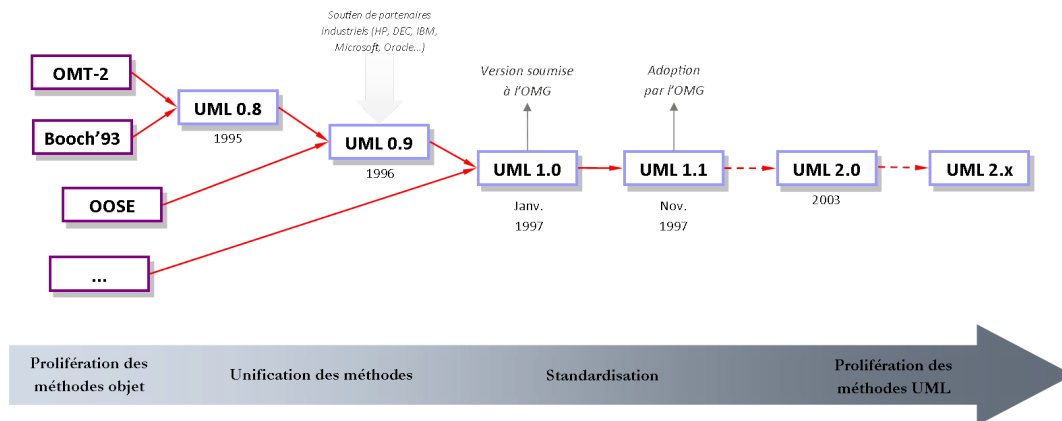 Soutien de partenaires
industriels (HP, DEC, IBM,
Microsoft, Oracle...)
OMT-2
Booch’93
OOSE
...
UML 0.8
1995
UML 0.9
1996
Version soumise
à l’OMG
UML 1.0
Janv.
1997
Adoption
par l’OMG
UML 1.1
Nov.
1997
UML 2.0
2003
UML 2.x
Prolifération des
méthodes objet
Unification des méthodes
Standardisation
Prolifération des
méthodes UML